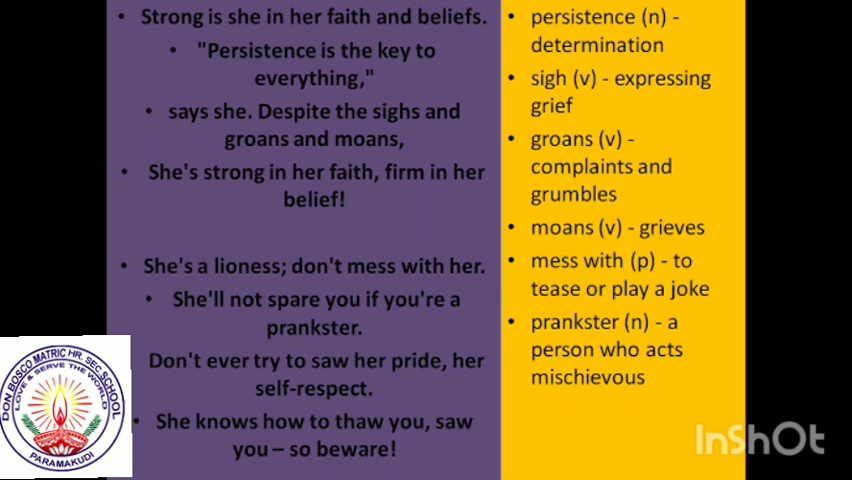 • Strong is she in her faith and beliefs.
• "Persistence is the key to
everything,"
• says she. Despite the sighs and
groans and moans,
• She's strong in her faith, firm in her
belief!
• She's a lioness; don't mess with her.
• She'll not spare you if you're a
prankster.
Don't ever try to saw her pride, her
self-respect.
• She knows how to thaw you, saw
you – so beware!
• persistence (n) -
determination
• sigh (v) - expressing
grief
• groans (v) -
complaints and
grumbles
• moans (v) - grieves
• mess with (p) - to
tease or play a joke
• prankster (n) - a
person who acts
mischievous
DON BOSCO MATRIC HR. SEC. SCHOOL
LOVE & SERVE THE WORLD
PARAMAKUDI
InShOt